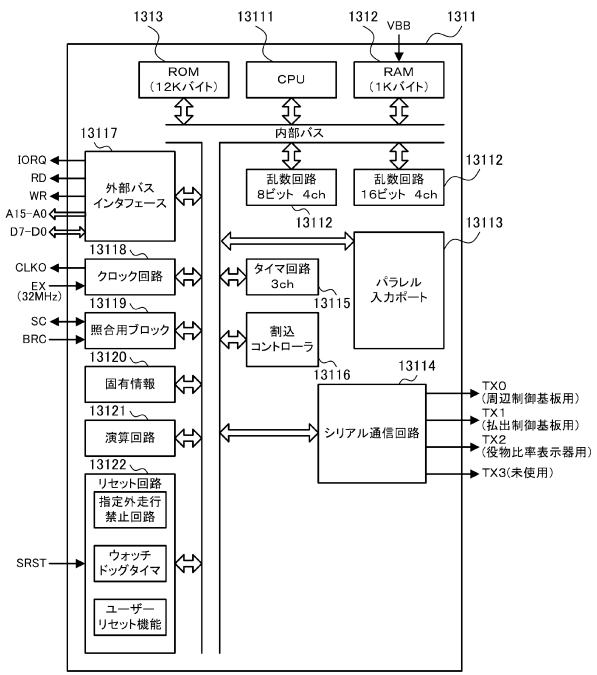 1313
13111
1312
VBB
1311
ROM
(12Kバイト)
CPU
RAM
(1Kバイト)
内部バス
13117
外部バス
インタフェース
IORQ
RD
WR
A15-A0
D7-D0
乱数回路
8ビット 4ch
13112
乱数回路
16ビット 4ch
13112
13113
パラレル
入力ポート
13118
クロック回路
CLKO
EX
(32MHz)
タイマ回路
3ch
13115
13119
照合用ブロック
SC
BRC
割込
コントローラ
13116
13120
固有情報
13114
シリアル通信回路
TX0
(周辺制御基板用)
TX1
(払出制御基板用)
TX2
(役物比率表示器用)
TX3(未使用)
13121
演算回路
13122
リセット回路
指定外走行
禁止回路
SRST
ウォッチ
ドッグタイマ
ユーザー
リセット機能